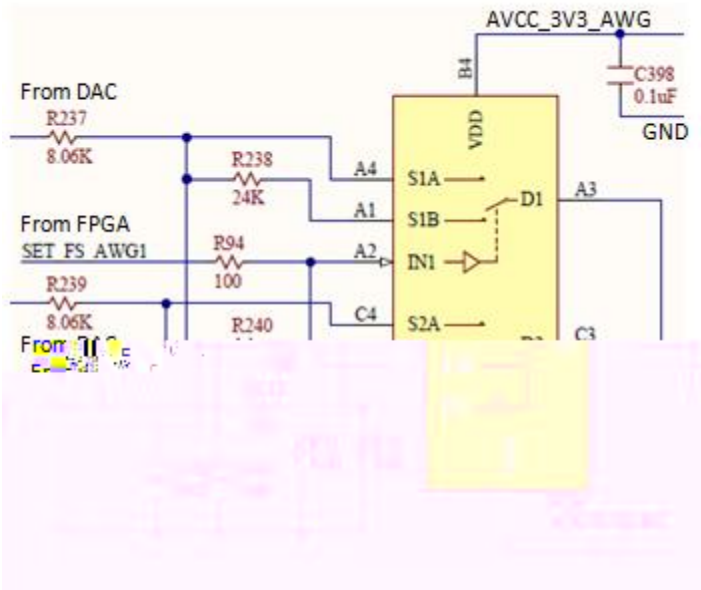 AVCC_3V3_AWG
B4
C398
0.1uF
GND
From DAC
R237
8.06K
VDD
R238
24K
A4
S1A
D1
A3
A1
S1B
From FPGA
SET_FS_AWG1
R94
100
A2
IN1
R239
8.06K
C4
S2A
R240
C3
From